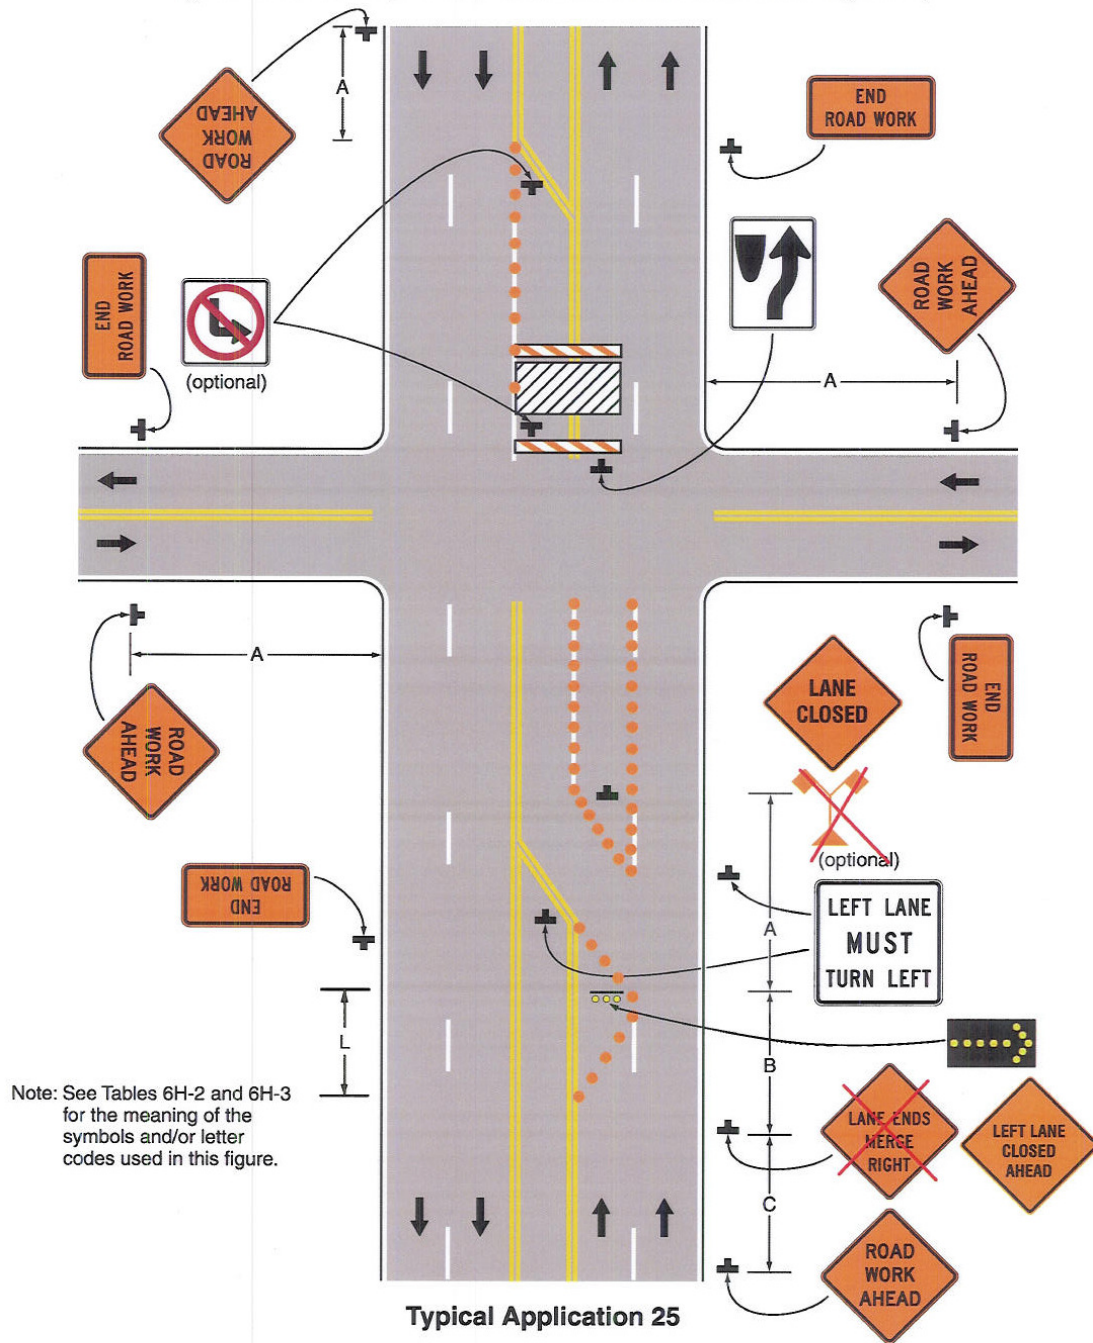 A
ROAD
WORK
AHEAD
END
ROAD WORK
END
ROAD WORK
(optional)
ROAD
WORK
AHEAD
A
A
ROAD
WORK
AHEAD
LANE
CLOSED
END
ROAD WORK
(optional)
END
ROAD WORK
A
LEFT LANE
MUST
TURN LEFT
L
B
Note: See Tables 6H-2 and 6H-3
for the meaning of the
symbols and/or letter
codes used in this figure.
LANE ENDS
MERGE
RIGHT
LEFT LANE
CLOSED
AHEAD
C
ROAD
WORK
AHEAD
Typical Application 25